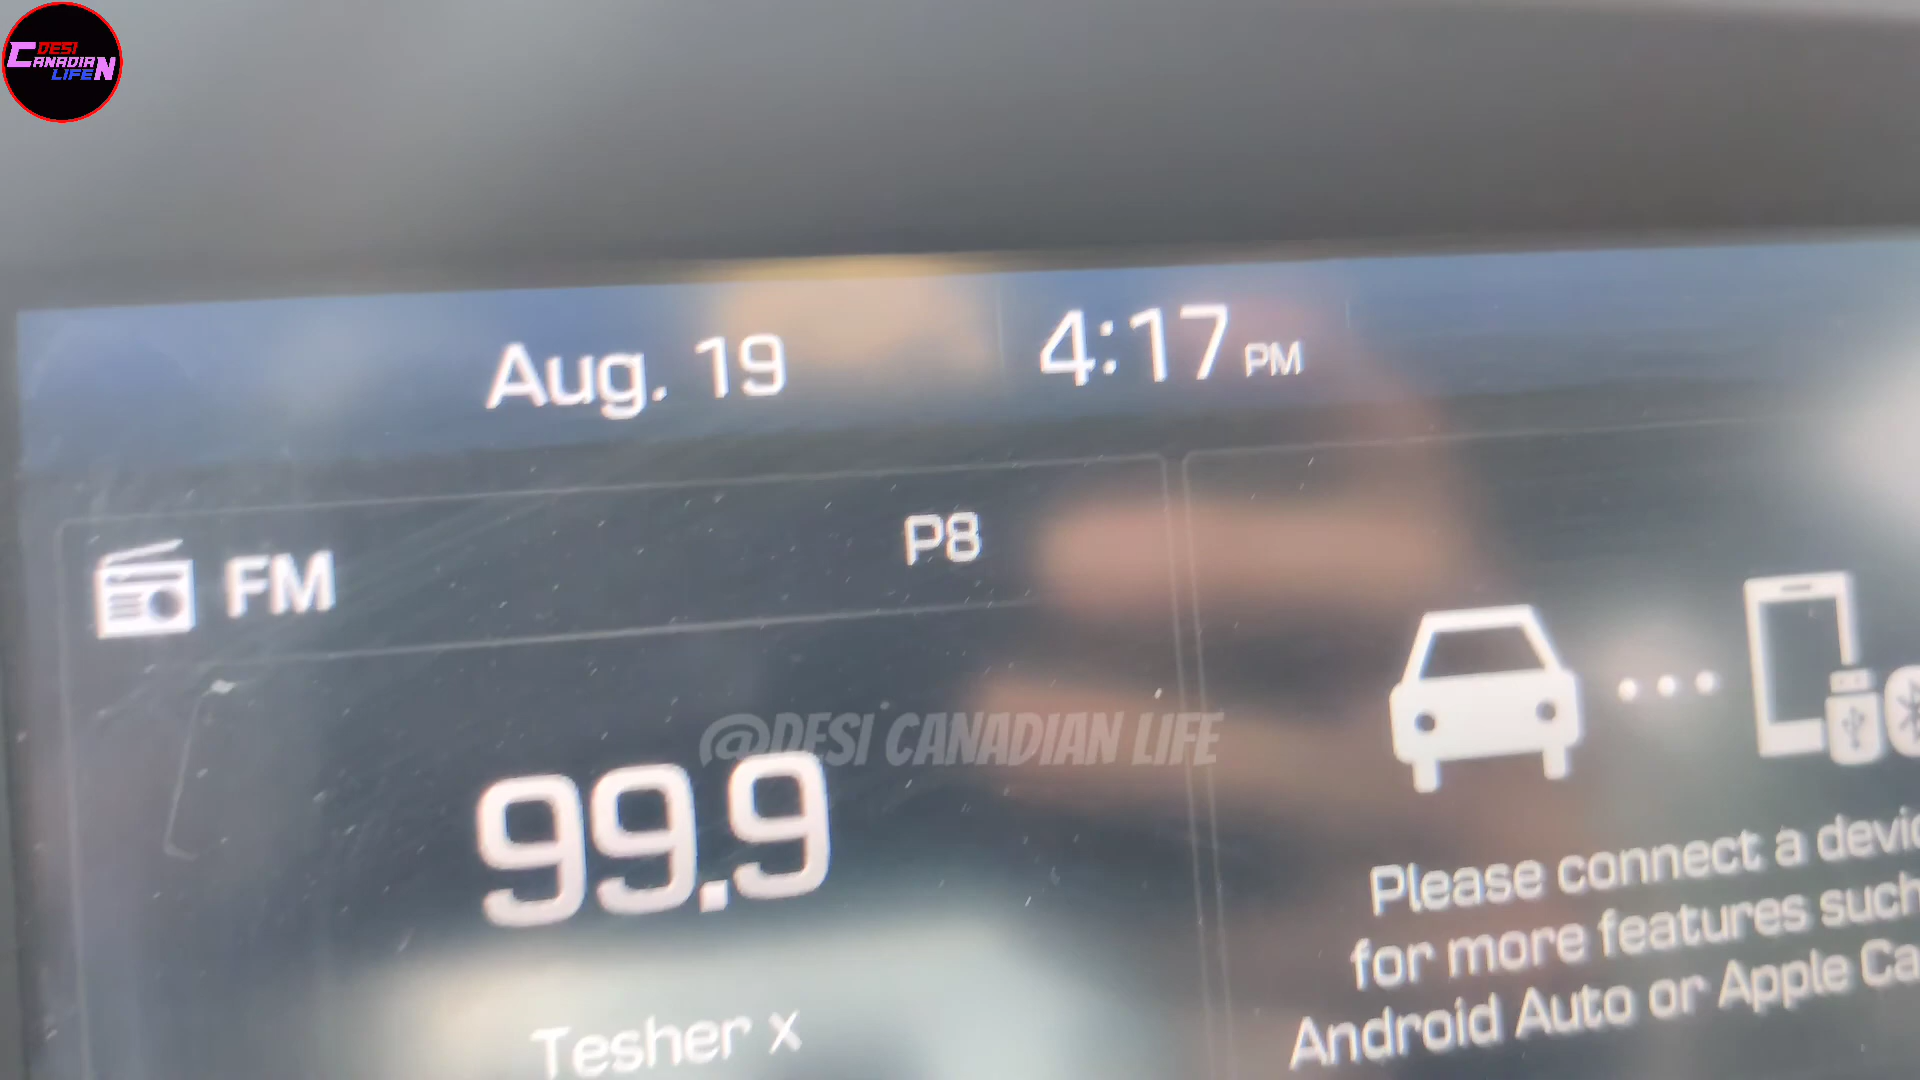 DESI
CANADIAN
LIFE
Aug. 19
4:17 PM
FM
P8
@DESI CANADIAN LIFE
99.9
Tesher x
Please connect a devic
for more features such
Android Auto or Apple Ca